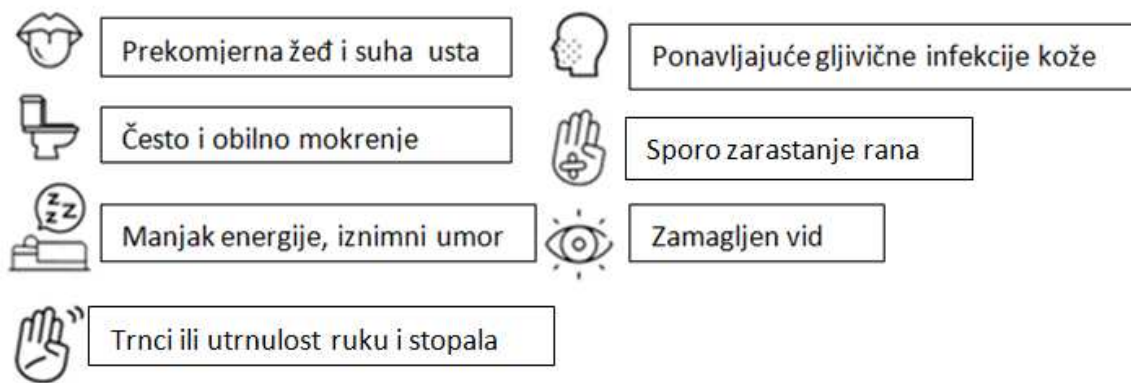 Prekomjerna žeđ i suha usta
Često i obilno mokrenje
Manjak energije, iznimni umor
Trnci ili utrnulost ruku i stopala
Ponavljajuće gljivične infekcije kože
Sporo zarastanje rana
Zamagljen vid
z z z z